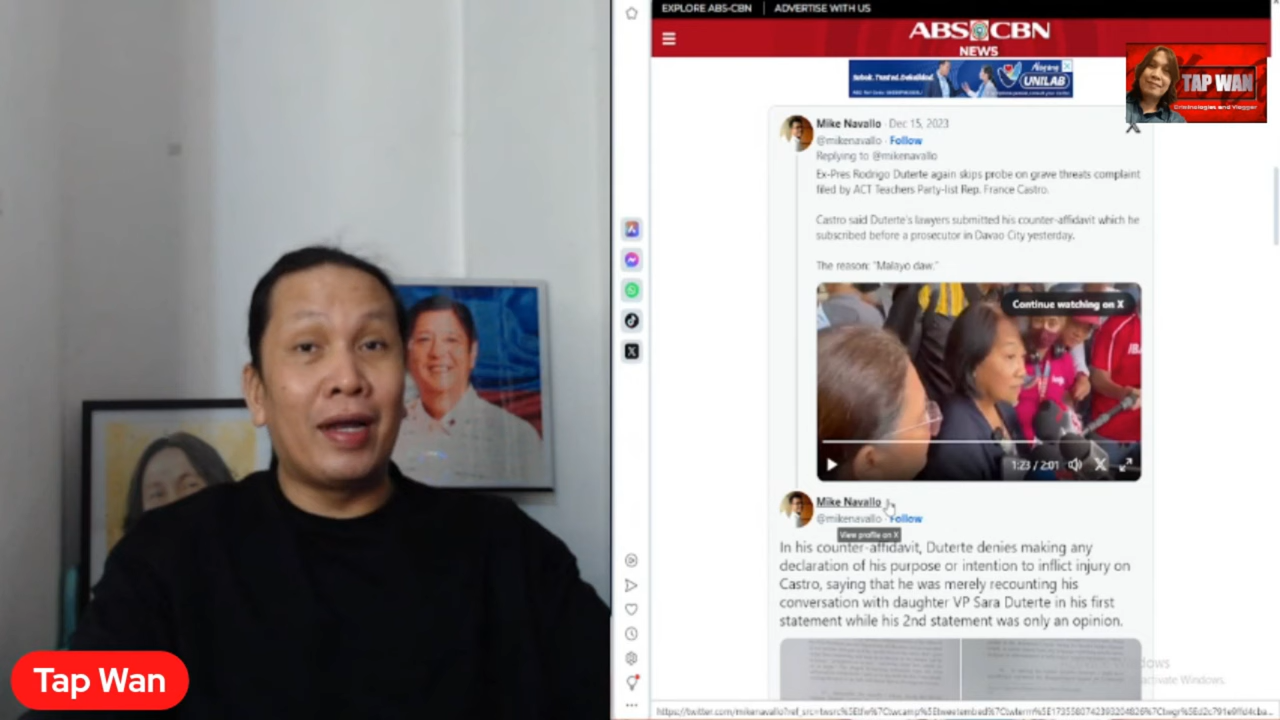 EXPLORE ABS-CBN
ADVERTISE WITH US
ABS CBN
NEWS
UNILAB
TAP WAN
Criminologist and Vlogger
Mike Navallo · Dec 15, 2023
@mikenavallo · Follow
Replying to @mikenavallo
Ex-Pres Rodrigo Duterte again skips probe on grave threats complaint
filed by ACT Teachers Party-list Rep. France Castro.
Castro said Duterte's lawyers submitted his counter-affidavit which he
subscribed before a prosecutor in Davao City yesterday.
The reason: "Malayo daw."
Continue watching on X
1:23 / 2:01
Mike Navallo
@mikenavallo · Follow
View profile on X
In his counter-affidavit, Duterte denies making any
declaration of his purpose or intention to inflict injury on
Castro, saying that he was merely recounting his
conversation with daughter VP Sara Duterte in his first
statement while his 2nd statement was only an opinion.
Tap Wan